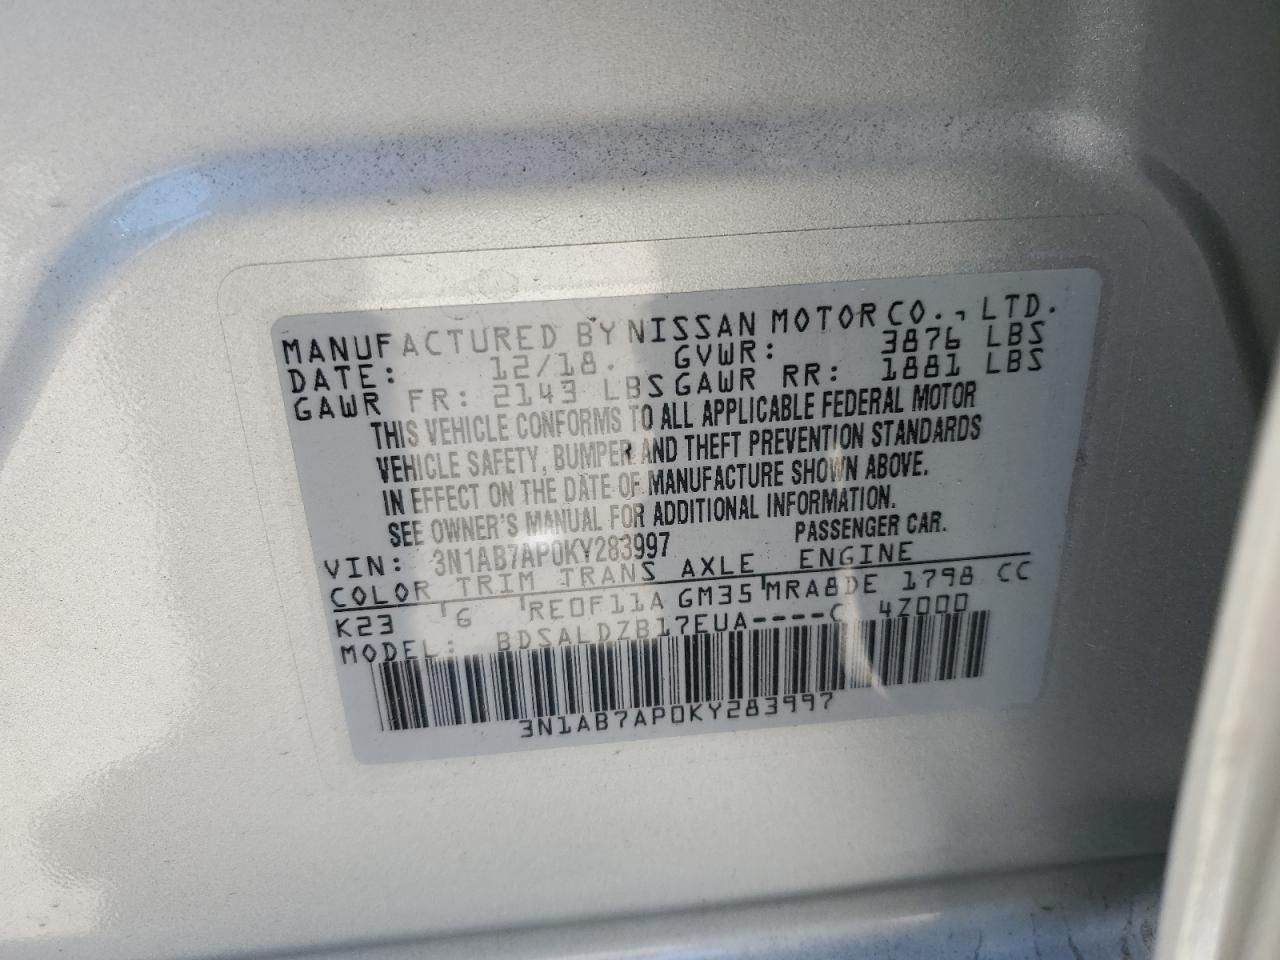 MANUFACTURED BY NISSAN MOTOR CO., LTD.
DATE: 12/18. GVWR: 3876 LBS
GAWR FR: 2143 LBS GAWR RR: 1881 LBS
THIS VEHICLE CONFORMS TO ALL APPLICABLE FEDERAL MOTOR
VEHICLE SAFETY, BUMPER AND THEFT PREVENTION STANDARDS
IN EFFECT ON THE DATE OF MANUFACTURE SHOWN ABOVE.
SEE OWNER'S MANUAL FOR ADDITIONAL INFORMATION.
VIN: 3N1AB7AP0KY283997 PASSENGER CAR.
COLOR TRIM TRANS AXLE ENGINE
K23 G RE0F11A GM35 MRA8DE 1798 CC
MODEL: BDSALDZB17EUA----C 4Z000
3N1AB7AP0KY283997